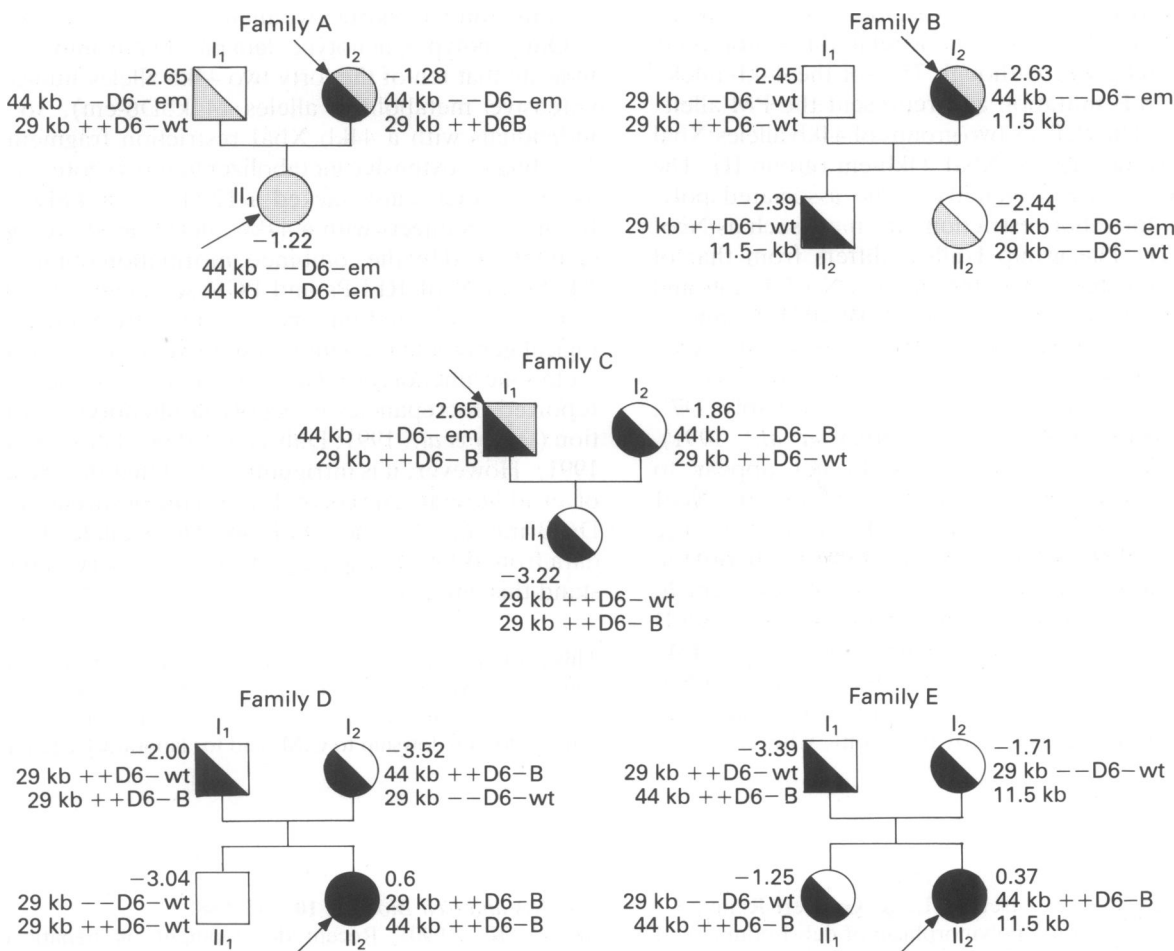 Family A
I₁
I₂
−2.65
44 kb −−D6−em
29 kb ++D6−wt
−1.28
44 kb −−D6−em
29 kb ++D6B
II₁
−1.22
44 kb −−D6−em
44 kb −−D6−em
Family B
I₁
I₂
−2.45
29 kb −−D6−wt
29 kb ++D6−wt
−2.63
44 kb −−D6−em
11.5 kb
−2.39
29 kb ++D6−wt
11.5− kb
II₂
−2.44
44 kb −−D6−em
29 kb −−D6−wt
II₂
Family C
I₁
I₂
−2.65
44 kb −−D6−em
29 kb ++D6−B
−1.86
44 kb −−D6−B
29 kb ++D6−wt
II₁
−3.22
29 kb ++D6−wt
29 kb ++D6−B
Family D
I₁
I₂
−2.00
29 kb ++D6−wt
29 kb ++D6−B
−3.52
44 kb ++D6−B
29 kb −−D6−wt
−3.04
29 kb −−D6−wt
29 kb ++D6−wt
II₁
0.6
29 kb ++D6−B
44 kb ++D6−B
II₂
Family E
I₁
I₂
−3.39
29 kb ++D6−wt
44 kb ++D6−B
−1.71
29 kb −−D6−wt
11.5 kb
−1.25
29 kb −−D6−wt
44 kb ++D6−B
II₁
0.37
44 kb ++D6−B
11.5 kb
II₂